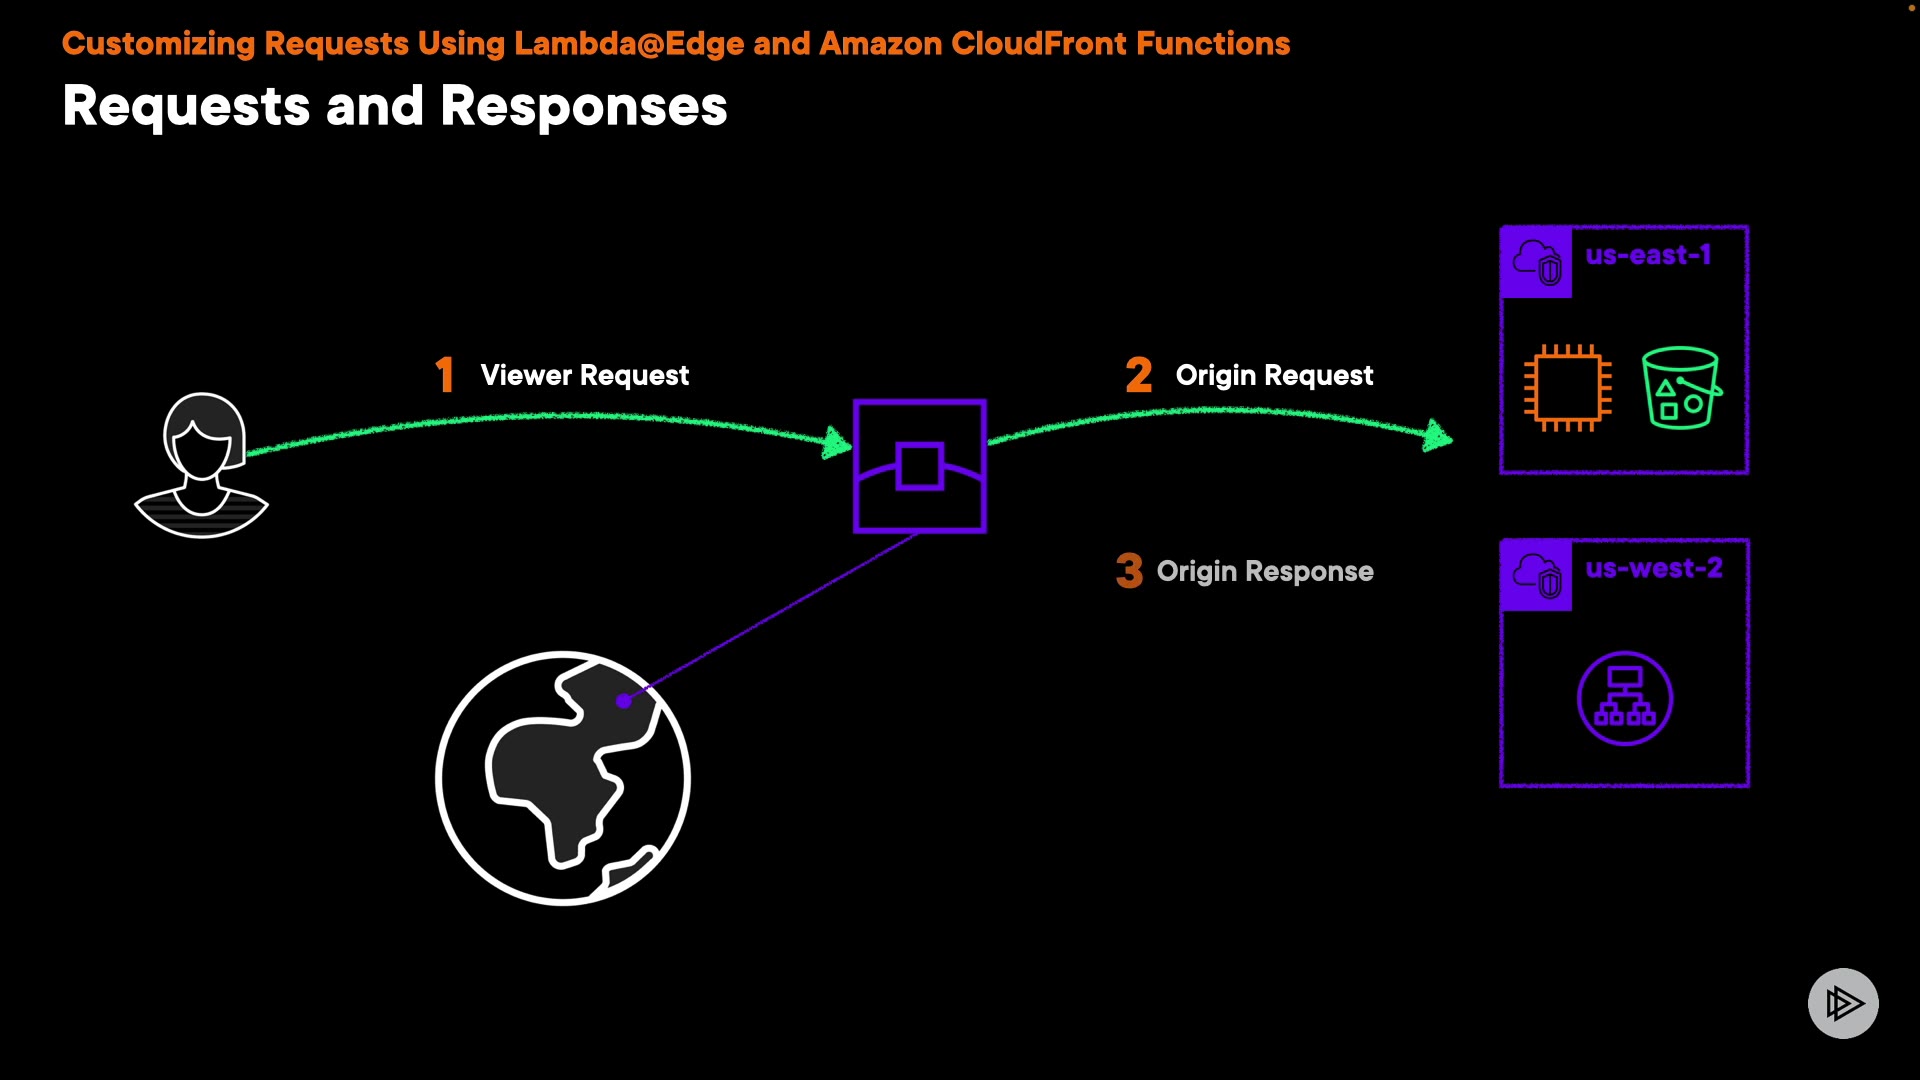 Customizing Requests Using Lambda@Edge and Amazon CloudFront Functions
Requests and Responses
us-east-1
1 Viewer Request
2 Origin Request
3 Origin Response
us-west-2